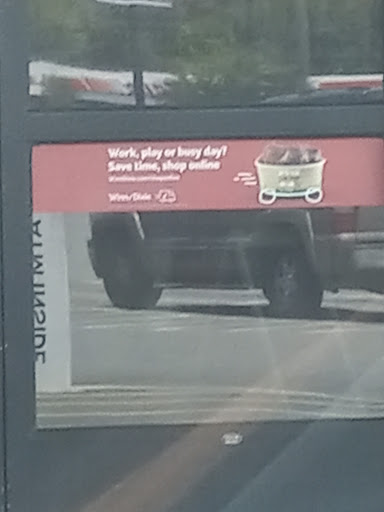 Work, play or busy day?
Save time, shop online
Winn/Dixie
ATM INSIDE